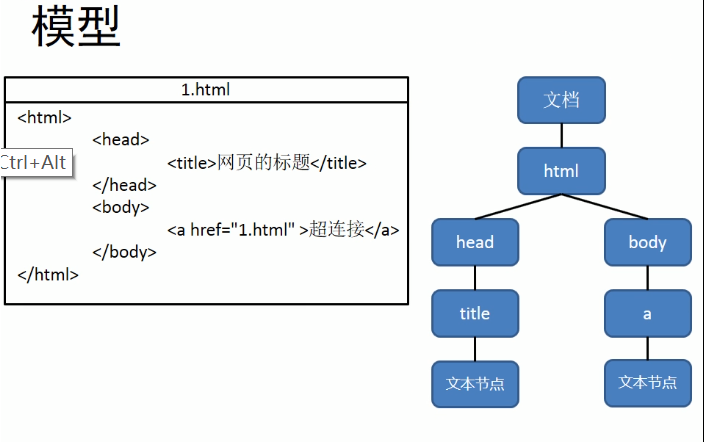 模型
1.html
<html>
<head>
<title>网页的标题</title>
</head>
<body>
<a href="1.html" >超连接</a>
</body>
</html>
Ctrl+Alt
文档
html
head body
title a
文本节点 文本节点